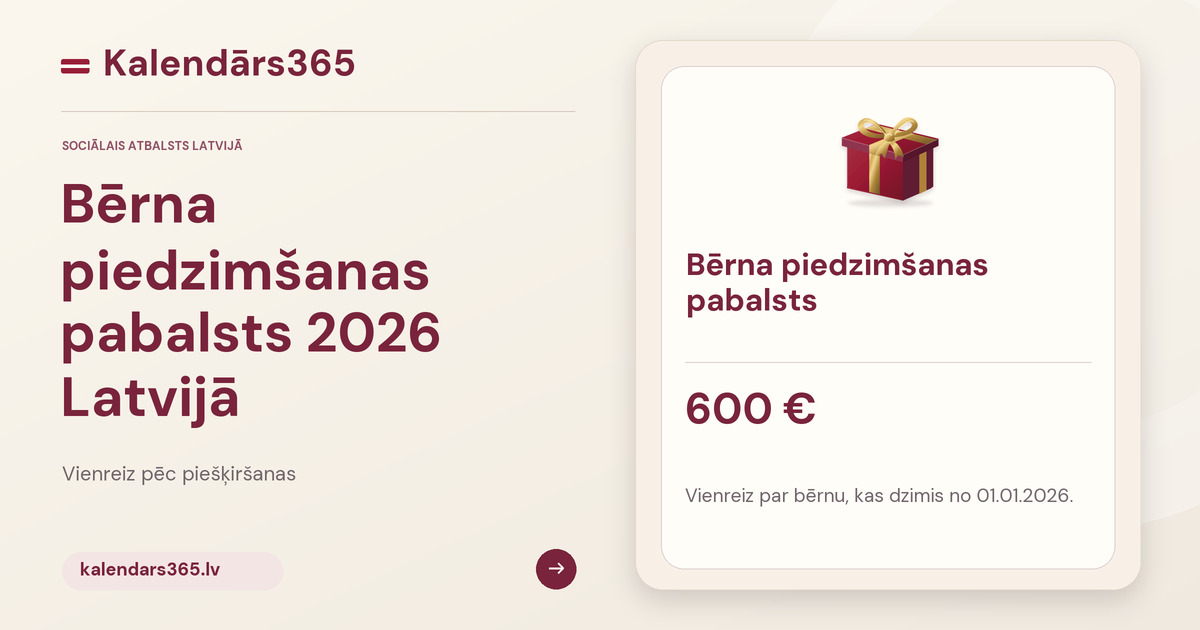 Kalendārs365
SOCIĀLAIS ATBALSTS LATVIJĀ
Bērna
piedzimšanas
pabalsts 2026
Latvijā
Vienreiz pēc piešķiršanas
kalendars365.lv
Bērna piedzimšanas
pabalsts
600 €
Vienreiz par bērnu, kas dzimis no 01.01.2026.